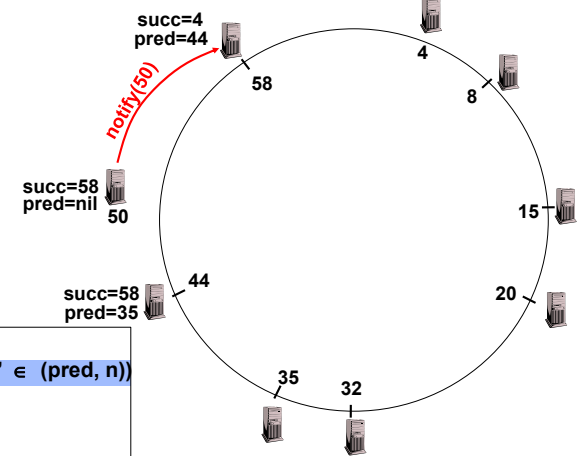 succ=4
pred=44
4
58
8
notify(50)
succ=58
pred=nil
50
15
succ=58
pred=35
44
20
∈ (pred, n))
35
32